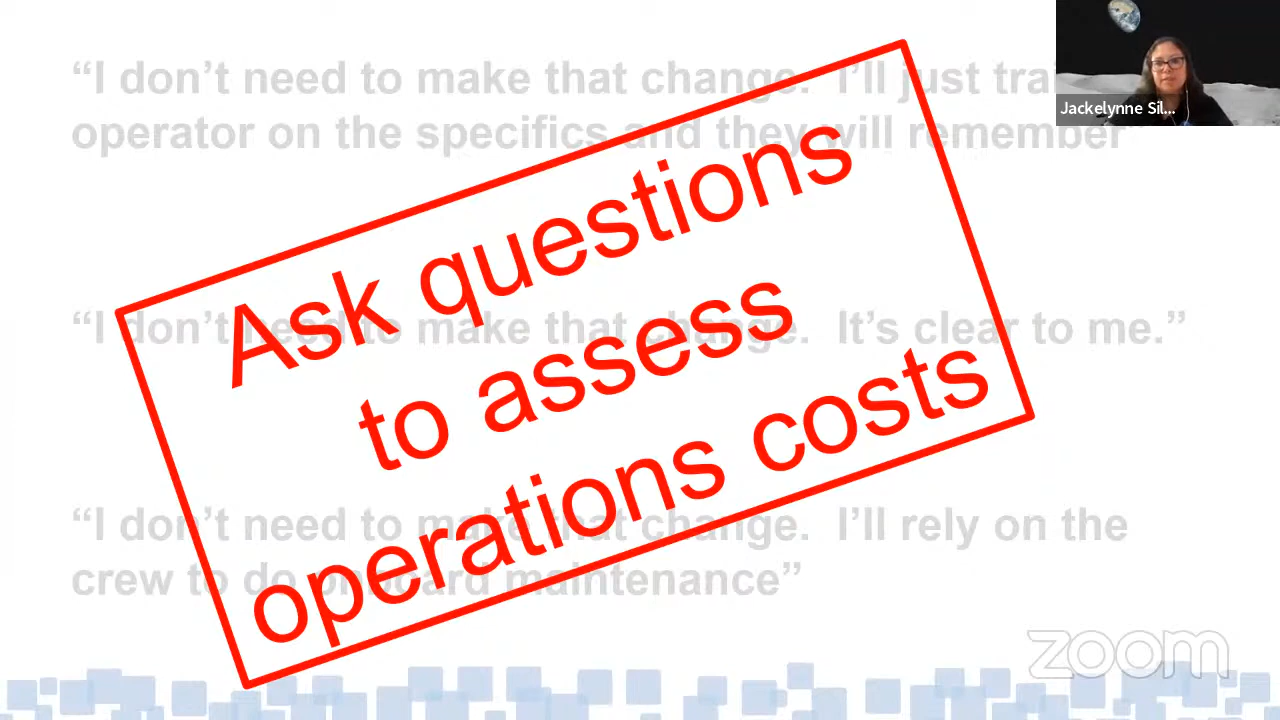 “I don’t need to make that change. I’ll just
operator on the specifics and they will remember”
“I don’t need to make that change. It’s clear to me.”
“I don’t need to make that change. I’ll rely on the
crew to do onboard maintenance”
Ask questions
to assess
operations costs
Jackelynne Sil...
zoom